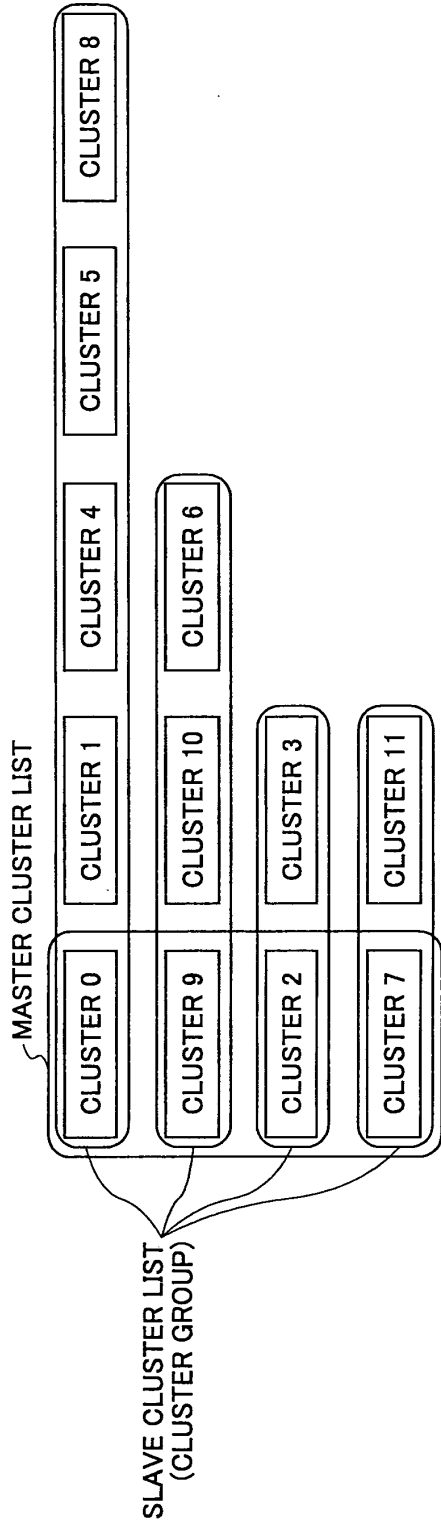 MASTER CLUSTER LIST
CLUSTER 0
CLUSTER 1
CLUSTER 4
CLUSTER 5
CLUSTER 8
CLUSTER 9
CLUSTER 10
CLUSTER 6
CLUSTER 2
CLUSTER 3
CLUSTER 7
CLUSTER 11
SLAVE CLUSTER LIST
(CLUSTER GROUP)